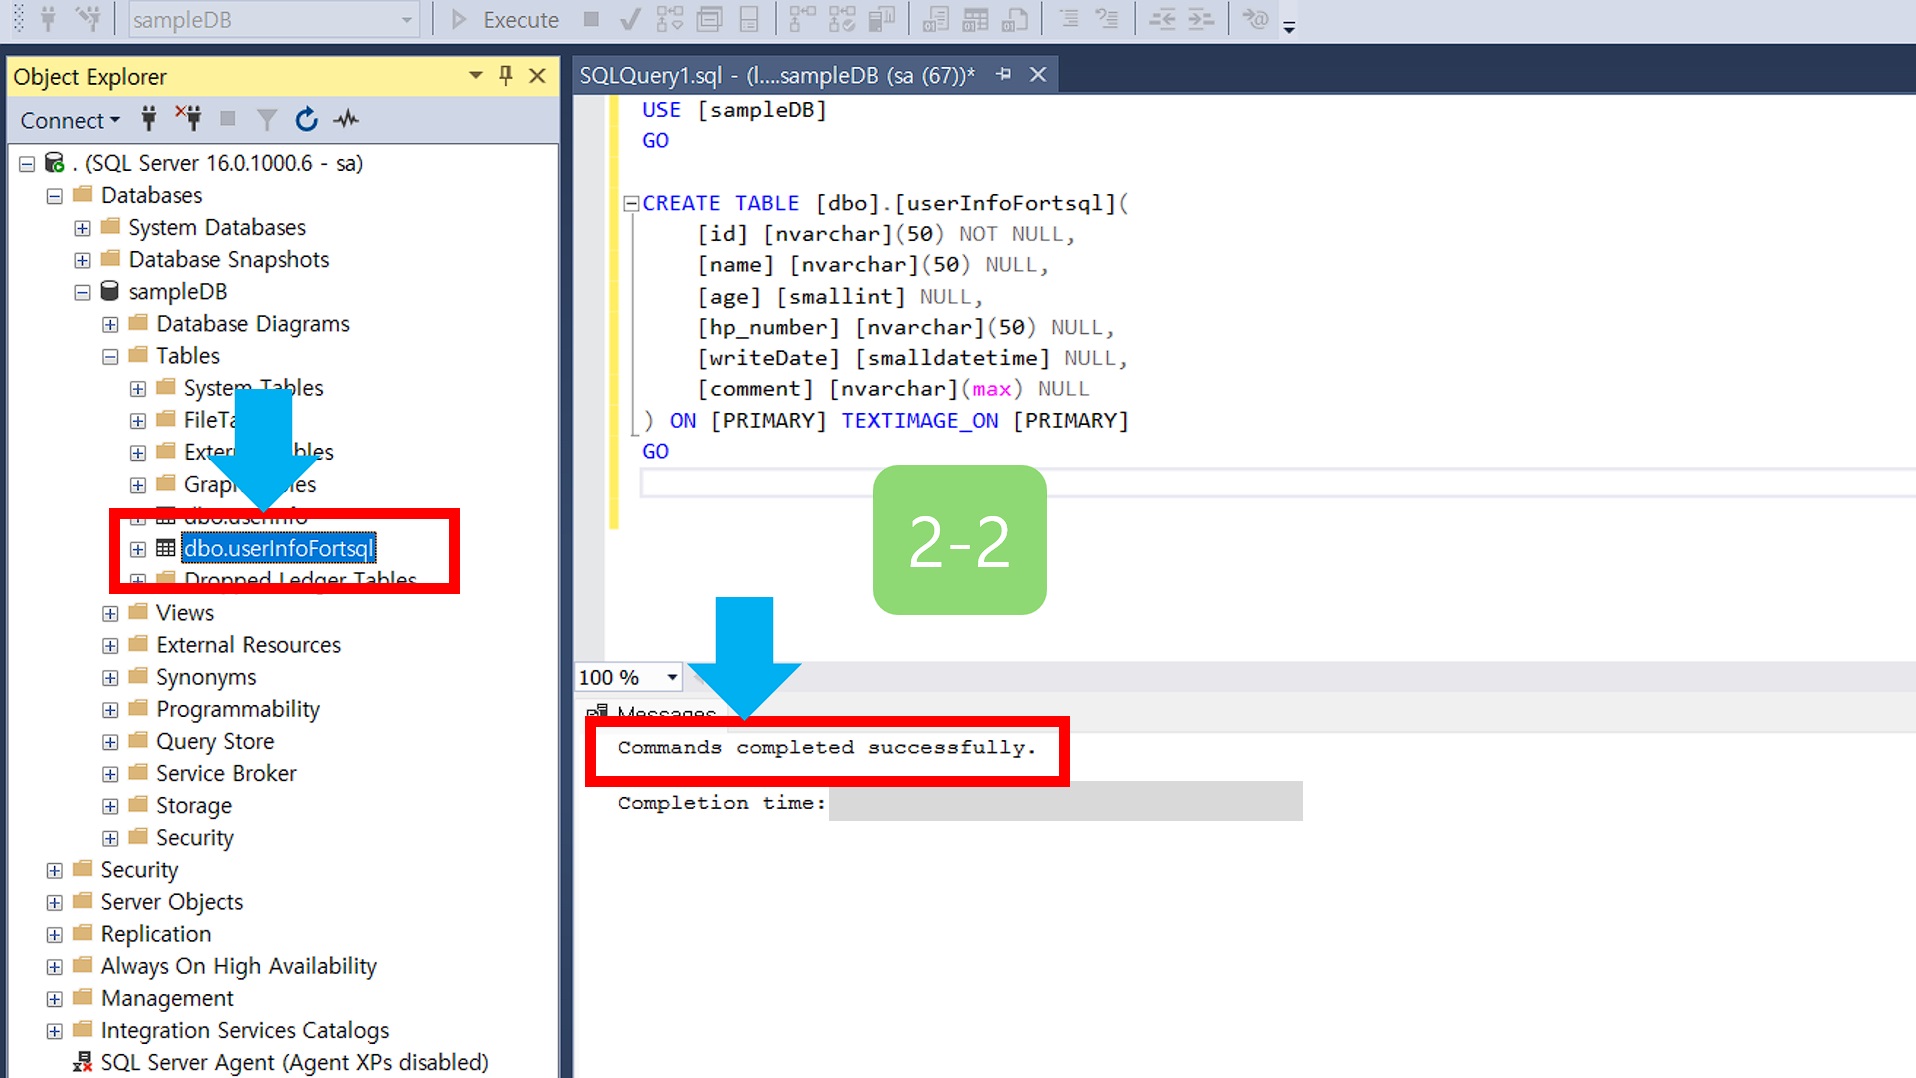 sampleDB
Execute
Object Explorer
Connect
. (SQL Server 16.0.1000.6 - sa)
Databases
System Databases
Database Snapshots
sampleDB
Database Diagrams
Tables
System Tables
FileTa
Exter bles
Grap les
dbo.userInfo
dbo.userInfoFortsql
Dropped Ledger Tables
Views
External Resources
Synonyms
Programmability
Query Store
Service Broker
Storage
Security
Security
Server Objects
Replication
Always On High Availability
Management
Integration Services Catalogs
SQL Server Agent (Agent XPs disabled)
SQLQuery1.sql - (l....sampleDB (sa (67))*
USE [sampleDB]
GO
CREATE TABLE [dbo].[userInfoFortsql](
[id] [nvarchar](50) NOT NULL,
[name] [nvarchar](50) NULL,
[age] [smallint] NULL,
[hp_number] [nvarchar](50) NULL,
[writeDate] [smalldatetime] NULL,
[comment] [nvarchar](max) NULL
) ON [PRIMARY] TEXTIMAGE_ON [PRIMARY]
GO
2-2
100 %
Messages
Commands completed successfully.
Completion time: